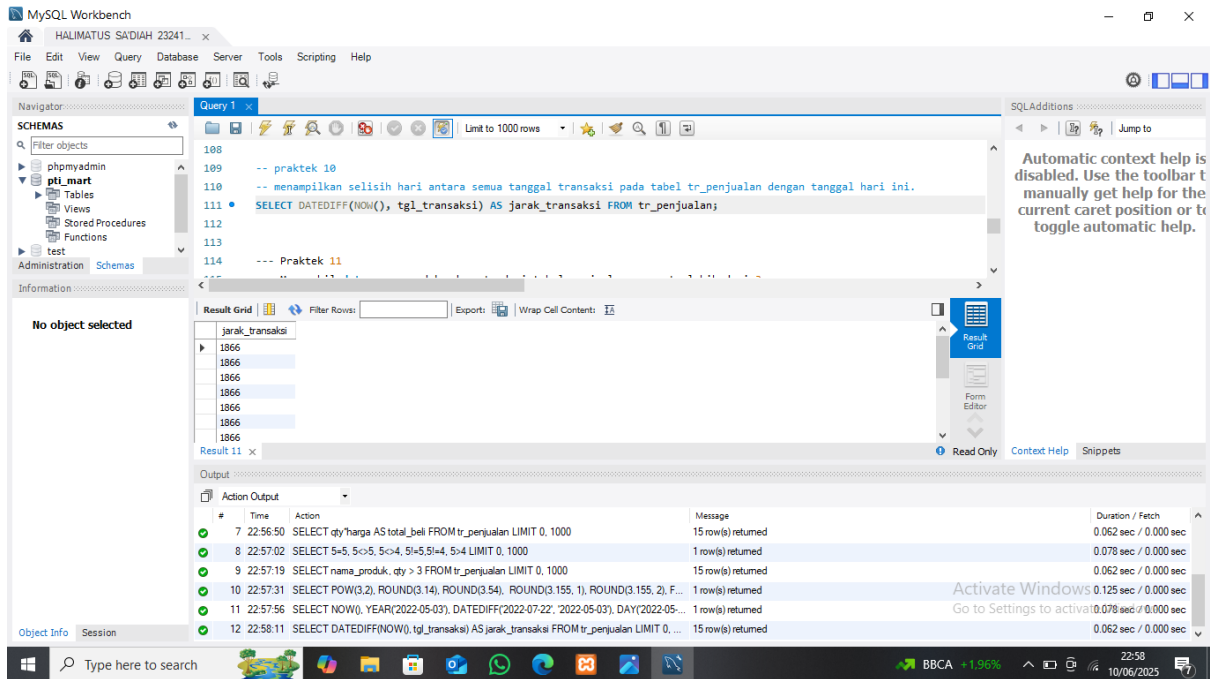 MySQL Workbench
HALIMATUS SA'DIAH 23241...
File Edit View Query Database Server Tools Scripting Help
Navigator
SCHEMAS
Filter objects
phpmyadmin
pti_mart
Tables
Views
Stored Procedures
Functions
test
Administration Schemas
Information
No object selected
Object Info Session
Query 1
Limit to 1000 rows
108
109 -- praktek 10
110 -- menampilkan selisih hari antara semua tanggal transaksi pada tabel tr_penjualan dengan tanggal hari ini.
111 SELECT DATEDIFF(NOW(), tgl_transaksi) AS jarak_transaksi FROM tr_penjualan;
112
113
114 --- Praktek 11
Result Grid Filter Rows: Export: Wrap Cell Content:
jarak_transaksi
1866
1866
1866
1866
1866
1866
1866
Result Grid
Form Editor
Result 11
Read Only
SQLAdditions
Jump to
Automatic context help is
disabled. Use the toolbar t
manually get help for the
current caret position or to
toggle automatic help.
Context Help Snippets
Output
Action Output
# Time Action Message Duration / Fetch
7 22:56:50 SELECT qty*harga AS total_beli FROM tr_penjualan LIMIT 0, 1000 15 row(s) returned 0.062 sec / 0.000 sec
8 22:57:02 SELECT 5=5, 5<>5, 5<>4, 5!=5,5!=4, 5>4 LIMIT 0, 1000 1 row(s) returned 0.078 sec / 0.000 sec
9 22:57:19 SELECT nama_produk, qty > 3 FROM tr_penjualan LIMIT 0, 1000 15 row(s) returned 0.062 sec / 0.000 sec
10 22:57:31 SELECT POW(3,2), ROUND(3.14), ROUND(3.54), ROUND(3.155, 1), ROUND(3.155, 2), F... 1 row(s) returned 0.125 sec / 0.000 sec
11 22:57:56 SELECT NOW(), YEAR('2022-05-03'), DATEDIFF('2022-07-22', '2022-05-03'), DAY('2022-05-... 1 row(s) returned 0.078 sec / 0.000 sec
12 22:58:11 SELECT DATEDIFF(NOW(), tgl_transaksi) AS jarak_transaksi FROM tr_penjualan LIMIT 0, ... 15 row(s) returned 0.062 sec / 0.000 sec
Activate Windows
Go to Settings to activate
Type here to search
BBCA +1,96%
22:58
10/06/2025
7